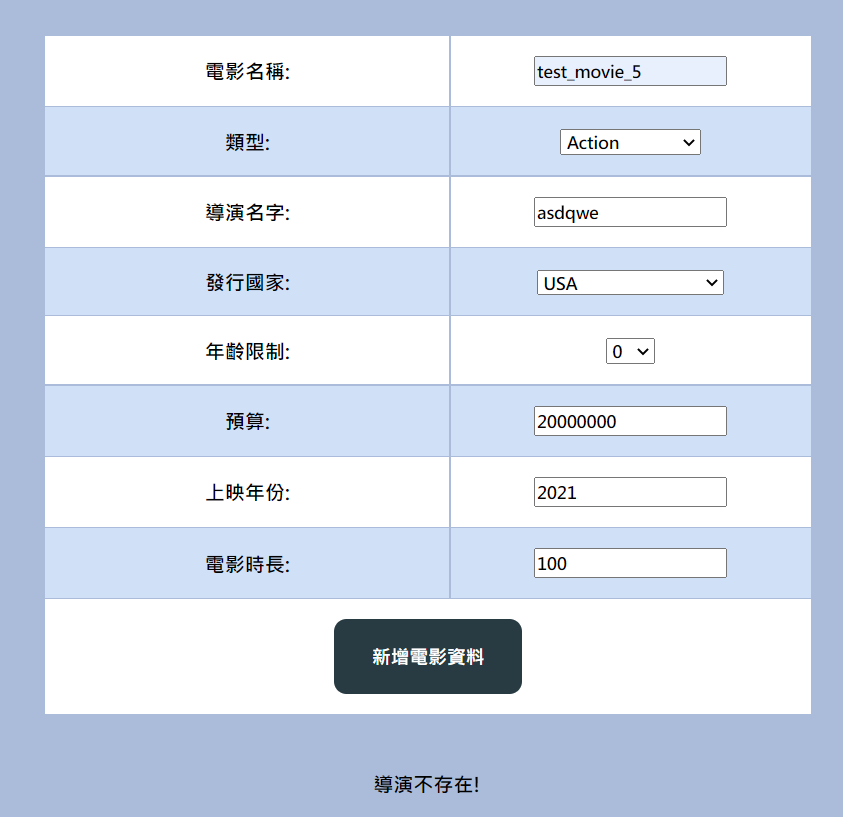 電影名稱: test_movie_5
類型: Action
導演名字: asdqwe
發行國家: USA
年齡限制: 0
預算: 20000000
上映年份: 2021
電影時長: 100
新增電影資料
導演不存在!